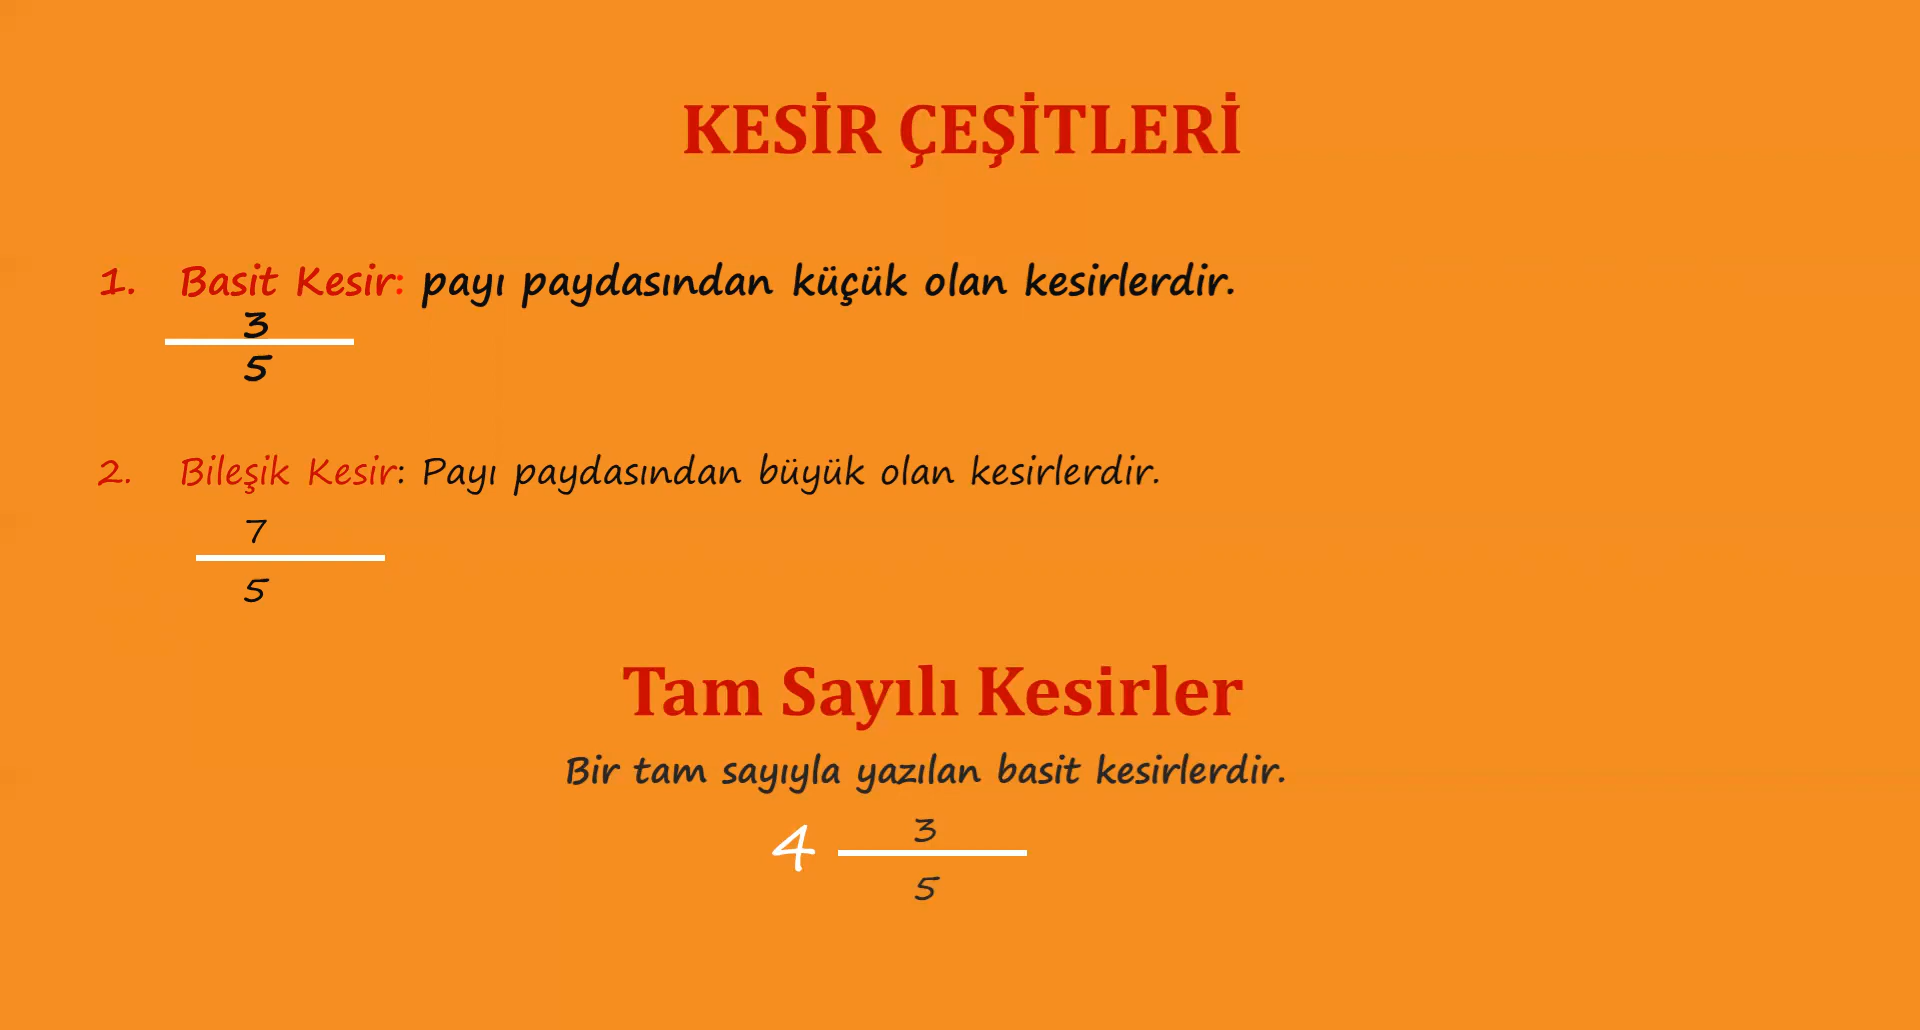 KESİR ÇEŞİTLERİ
1. Basit Kesir: payı paydasından küçük olan kesirlerdir.
3
5
2. Bileşik Kesir: Payı paydasından büyük olan kesirlerdir.
7
5
Tam Sayılı Kesirler
Bir tam sayıyla yazılan basit kesirlerdir.
3
4
5